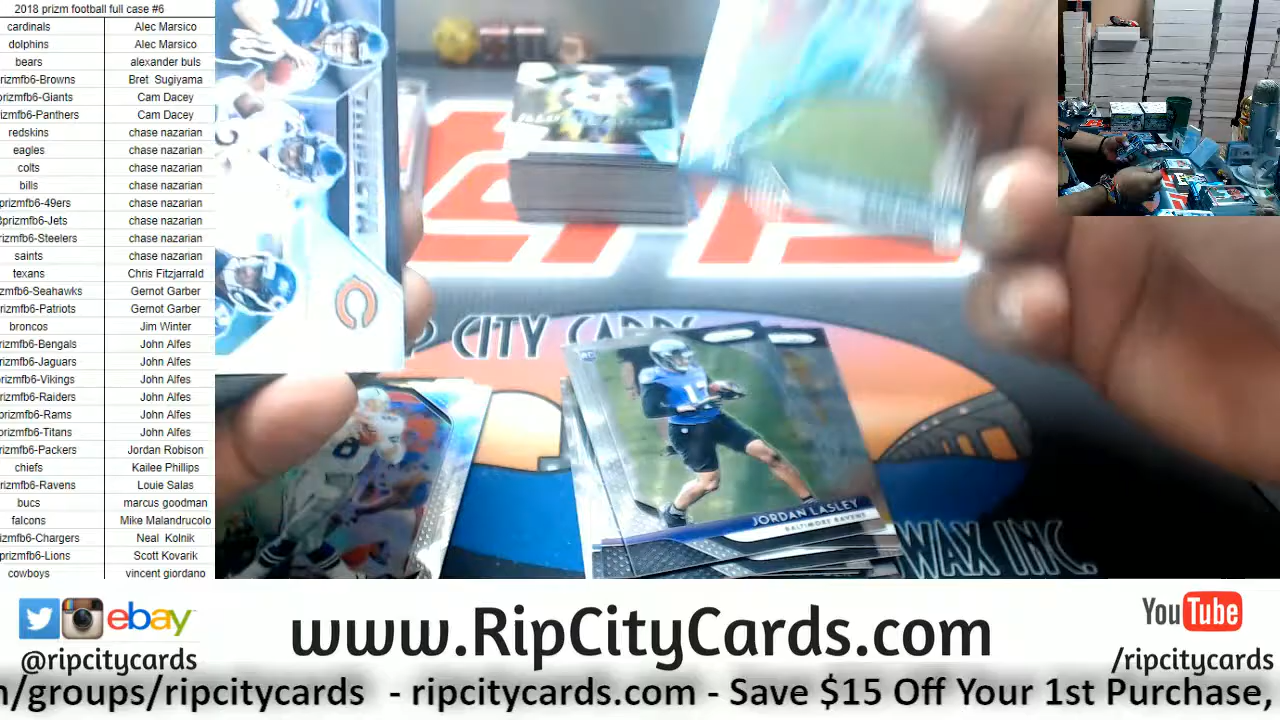 2018 prizm football full case #6
cardinals Alec Marsico
dolphins Alec Marsico
bears alexander buls
rizmfb6-Browns Bret Sugiyama
prizmfb6-Giants Cam Dacey
rizmfb6-Panthers Cam Dacey
redskins chase nazarian
eagles chase nazarian
colts chase nazarian
bills chase nazarian
prizmfb6-49ers chase nazarian
prizmfb6-Jets chase nazarian
rizmfb6-Steelers chase nazarian
saints chase nazarian
texans Chris Fitzjarrald
zmfb6-Seahawks Gernot Garber
rizmfb6-Patriots Gernot Garber
broncos Jim Winter
rizmfb6-Bengals John Alfes
izmfb6-Jaguars John Alfes
rizmfb6-Vikings John Alfes
rizmfb6-Raiders John Alfes
prizmfb6-Rams John Alfes
prizmfb6-Titans John Alfes
izmfb6-Packers Jordan Robison
chiefs Kailee Phillips
rizmfb6-Ravens Louie Salas
bucs marcus goodman
falcons Mike Malandrucolo
izmfb6-Chargers Neal Kolnik
prizmfb6-Lions Scott Kovarik
cowboys vincent giordano
P CITY CARDS
WAX INC.
JORDAN LASLEY
BALTIMORE RAVENS
ebay
@ripcitycards
www.RipCityCards.com
YouTube
/ripcitycards
n/groups/ripcitycards - ripcitycards.com - Save $15 Off Your 1st Purchase,